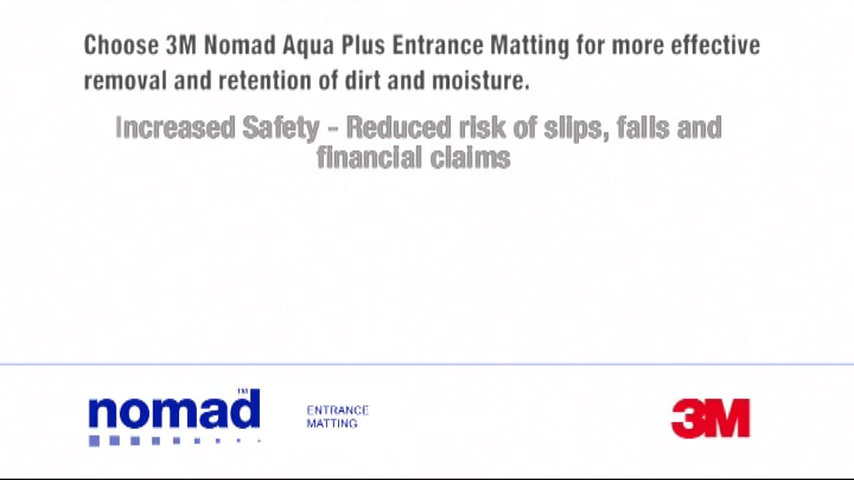 Choose 3M Nomad Aqua Plus Entrance Matting for more effective
removal and retention of dirt and moisture.
Increased Safety - Reduced risk of slips, falls and
financial claims
nomad™
ENTRANCE
MATTING
3M